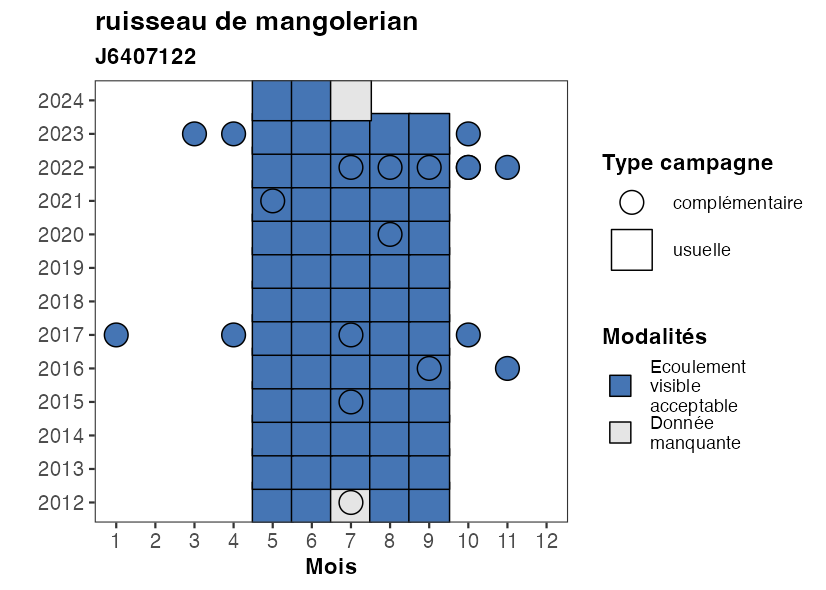 ruisseau de mangolerian
J6407122
2024
2023
2022
2021
2020
2019
2018
2017
2016
2015
2014
2013
2012
1 2 3 4 5 6 7 8 9 10 11 12
Mois
Type campagne
complémentaire
usuelle
Modalités
Ecoulement
visible
acceptable
Donnée
manquante